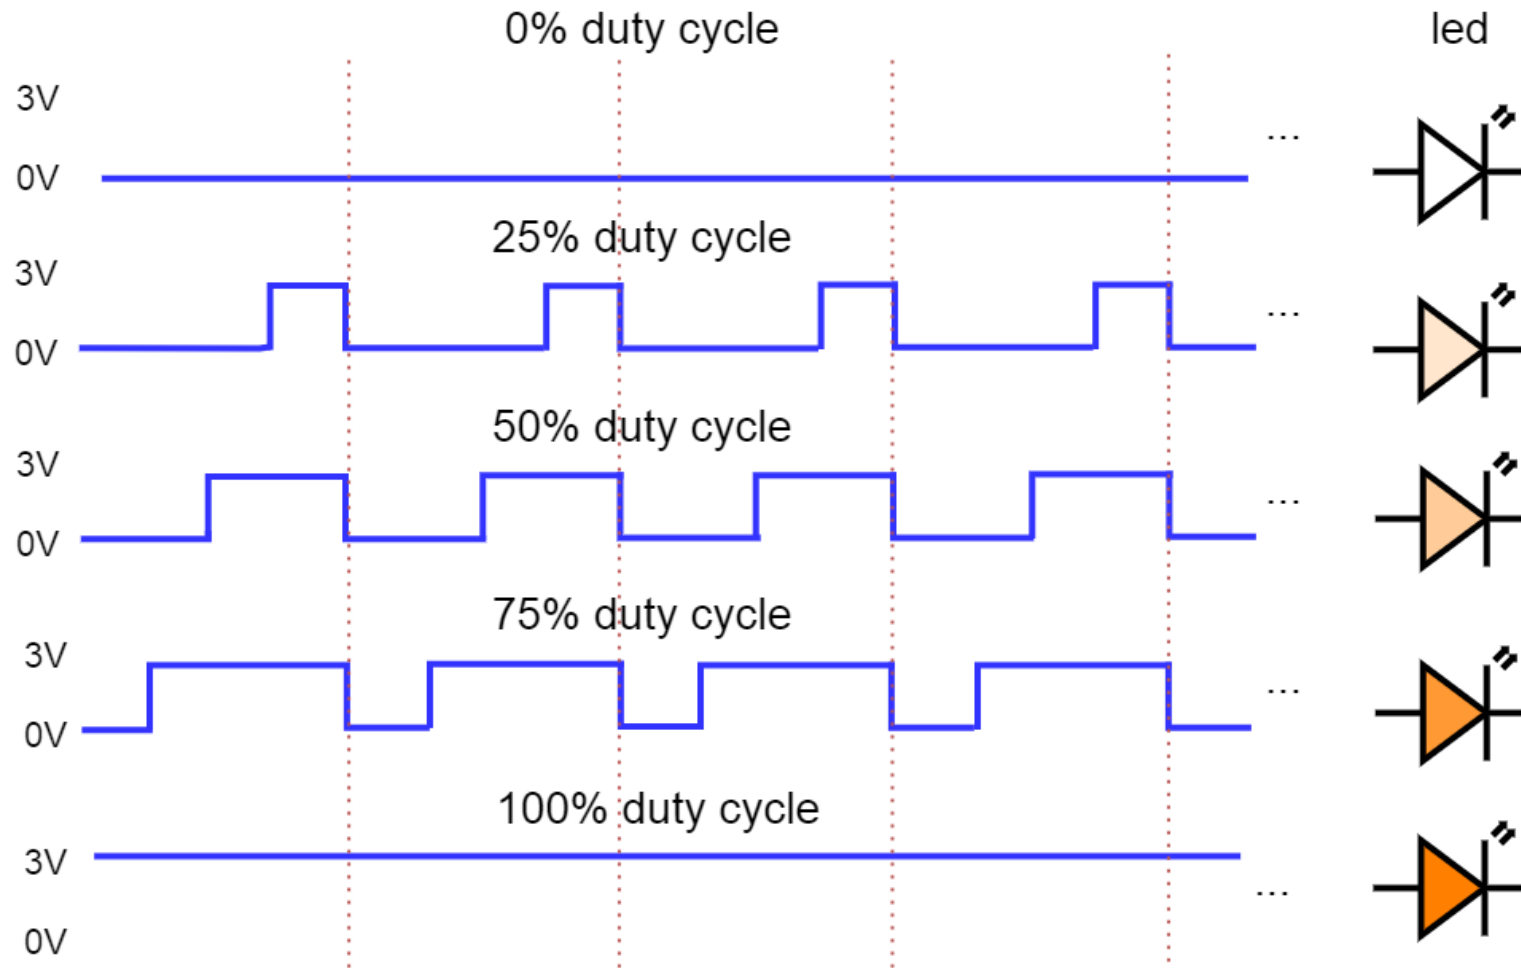 0% duty cycle
led
3V
0V
...
25% duty cycle
3V
0V
...
50% duty cycle
3V
0V
...
75% duty cycle
3V
0V
...
100% duty cycle
3V
0V
...